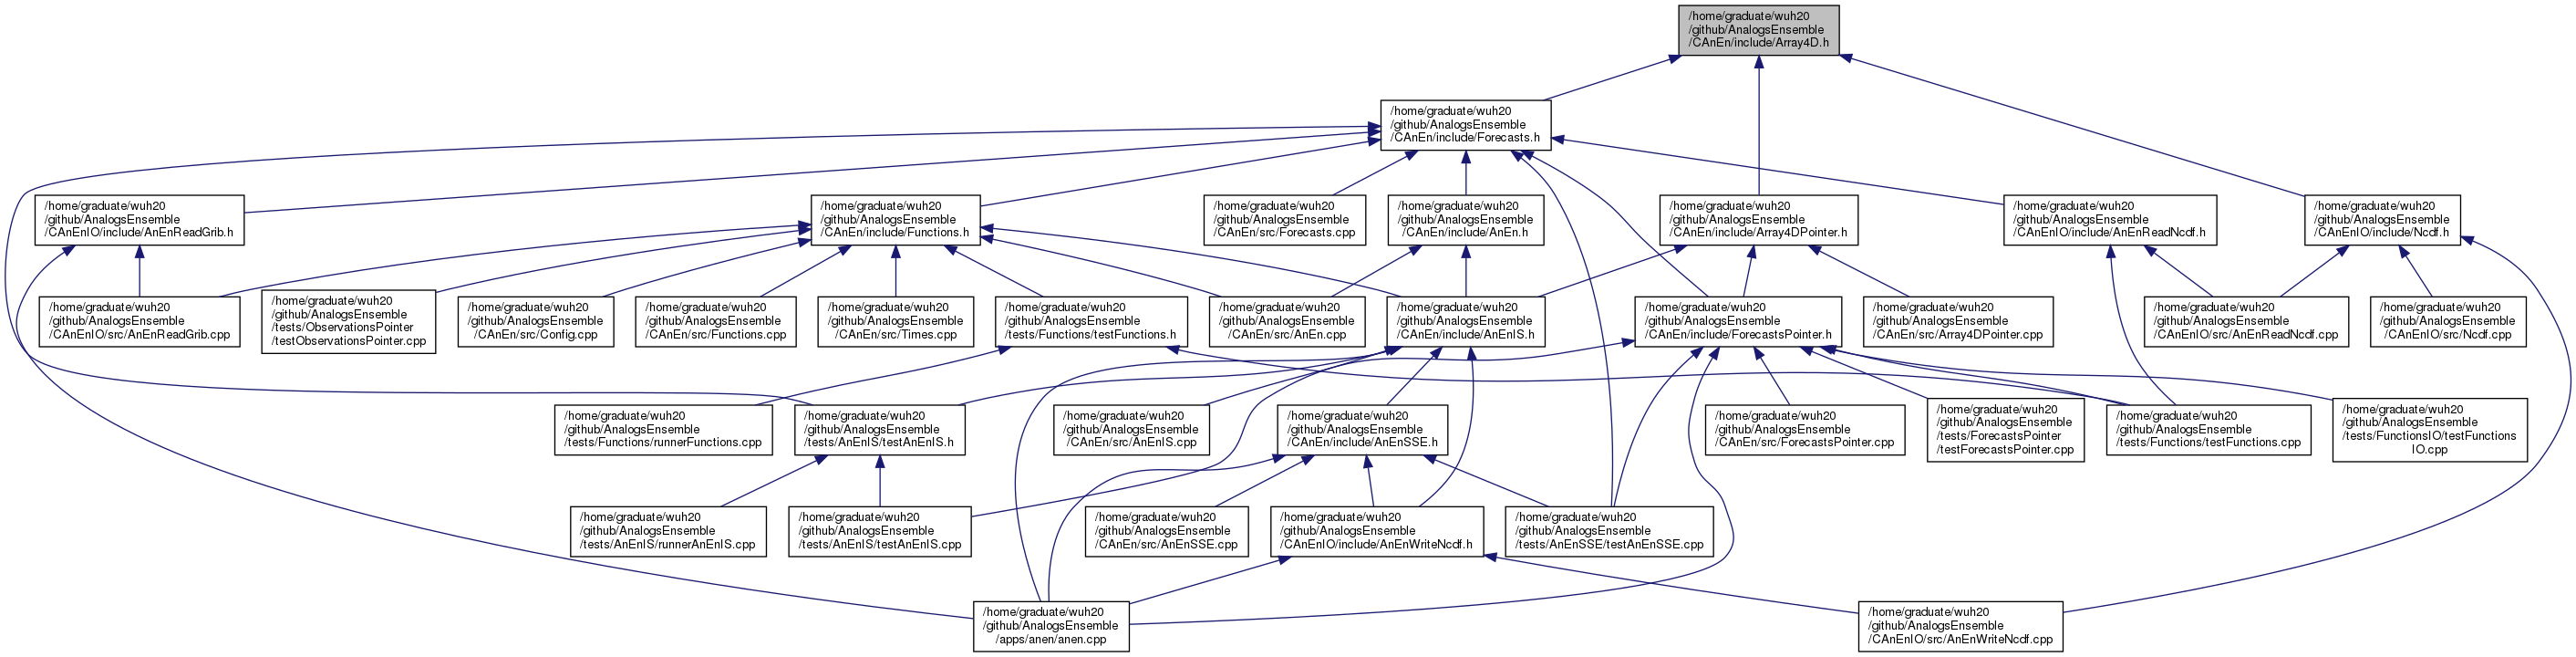 /home/graduate/wuh20
/github/AnalogsEnsemble
/CAnEn/include/Array4D.h
/home/graduate/wuh20
/github/AnalogsEnsemble
/CAnEn/include/Forecasts.h
/home/graduate/wuh20
/github/AnalogsEnsemble
/CAnEnIO/include/AnEnReadGrib.h
/home/graduate/wuh20
/github/AnalogsEnsemble
/CAnEn/include/Functions.h
/home/graduate/wuh20
/github/AnalogsEnsemble
/CAnEn/src/Forecasts.cpp
/home/graduate/wuh20
/github/AnalogsEnsemble
/CAnEn/include/AnEn.h
/home/graduate/wuh20
/github/AnalogsEnsemble
/CAnEn/include/Array4DPointer.h
/home/graduate/wuh20
/github/AnalogsEnsemble
/CAnEnIO/include/AnEnReadNcdf.h
/home/graduate/wuh20
/github/AnalogsEnsemble
/CAnEnIO/include/Ncdf.h
/home/graduate/wuh20
/github/AnalogsEnsemble
/CAnEnIO/src/AnEnReadGrib.cpp
/home/graduate/wuh20
/github/AnalogsEnsemble
/tests/ObservationsPointer
/testObservationsPointer.cpp
/home/graduate/wuh20
/github/AnalogsEnsemble
/CAnEn/src/Config.cpp
/home/graduate/wuh20
/github/AnalogsEnsemble
/CAnEn/src/Functions.cpp
/home/graduate/wuh20
/github/AnalogsEnsemble
/CAnEn/src/Times.cpp
/home/graduate/wuh20
/github/AnalogsEnsemble
/tests/Functions/testFunctions.h
/home/graduate/wuh20
/github/AnalogsEnsemble
/CAnEn/src/AnEn.cpp
/home/graduate/wuh20
/github/AnalogsEnsemble
/CAnEn/include/AnEnIS.h
/home/graduate/wuh20
/github/AnalogsEnsemble
/CAnEn/include/ForecastsPointer.h
/home/graduate/wuh20
/github/AnalogsEnsemble
/CAnEn/src/Array4DPointer.cpp
/home/graduate/wuh20
/github/AnalogsEnsemble
/CAnEnIO/src/AnEnReadNcdf.cpp
/home/graduate/wuh20
/github/AnalogsEnsemble
/CAnEnIO/src/Ncdf.cpp
/home/graduate/wuh20
/github/AnalogsEnsemble
/tests/Functions/runnerFunctions.cpp
/home/graduate/wuh20
/github/AnalogsEnsemble
/tests/AnEnIS/testAnEnIS.h
/home/graduate/wuh20
/github/AnalogsEnsemble
/CAnEn/src/AnEnIS.cpp
/home/graduate/wuh20
/github/AnalogsEnsemble
/CAnEn/include/AnEnSSE.h
/home/graduate/wuh20
/github/AnalogsEnsemble
/CAnEn/src/ForecastsPointer.cpp
/home/graduate/wuh20
/github/AnalogsEnsemble
/tests/ForecastsPointer
/testForecastsPointer.cpp
/home/graduate/wuh20
/github/AnalogsEnsemble
/tests/Functions/testFunctions.cpp
/home/graduate/wuh20
/github/AnalogsEnsemble
/tests/FunctionsIO/testFunctions
IO.cpp
/home/graduate/wuh20
/github/AnalogsEnsemble
/tests/AnEnIS/runnerAnEnIS.cpp
/home/graduate/wuh20
/github/AnalogsEnsemble
/tests/AnEnIS/testAnEnIS.cpp
/home/graduate/wuh20
/github/AnalogsEnsemble
/CAnEn/src/AnEnSSE.cpp
/home/graduate/wuh20
/github/AnalogsEnsemble
/CAnEnIO/include/AnEnWriteNcdf.h
/home/graduate/wuh20
/github/AnalogsEnsemble
/tests/AnEnSSE/testAnEnSSE.cpp
/home/graduate/wuh20
/github/AnalogsEnsemble
/apps/anen/anen.cpp
/home/graduate/wuh20
/github/AnalogsEnsemble
/CAnEnIO/src/AnEnWriteNcdf.cpp